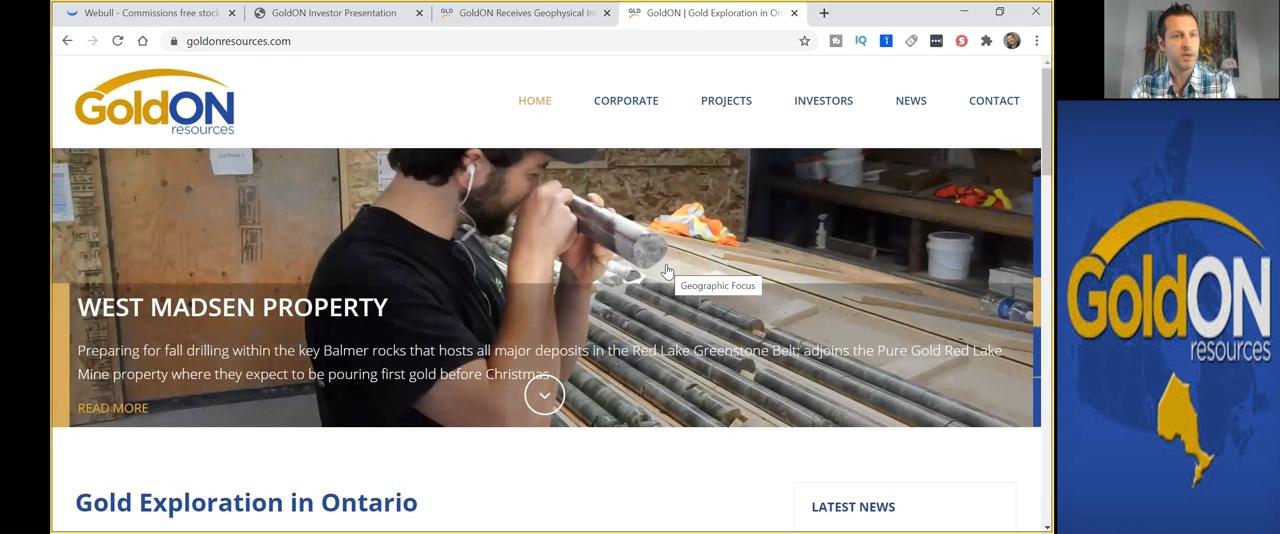 Webull - Commissions free stock
GoldON Investor Presentation
GLD GoldON Receives Geophysical In
GLD GoldON | Gold Exploration in On
goldonresources.com
IQ
GoldON
resources
HOME CORPORATE PROJECTS INVESTORS NEWS CONTACT
Geographic Focus
WEST MADSEN PROPERTY
Preparing for fall drilling within the key Balmer rocks that hosts all major deposits in the Red Lake Greenstone Belt; adjoins the Pure Gold Red Lake
Mine property where they expect to be pouring first gold before Christmas.
READ MORE
Gold Exploration in Ontario
LATEST NEWS
GoldON
resources